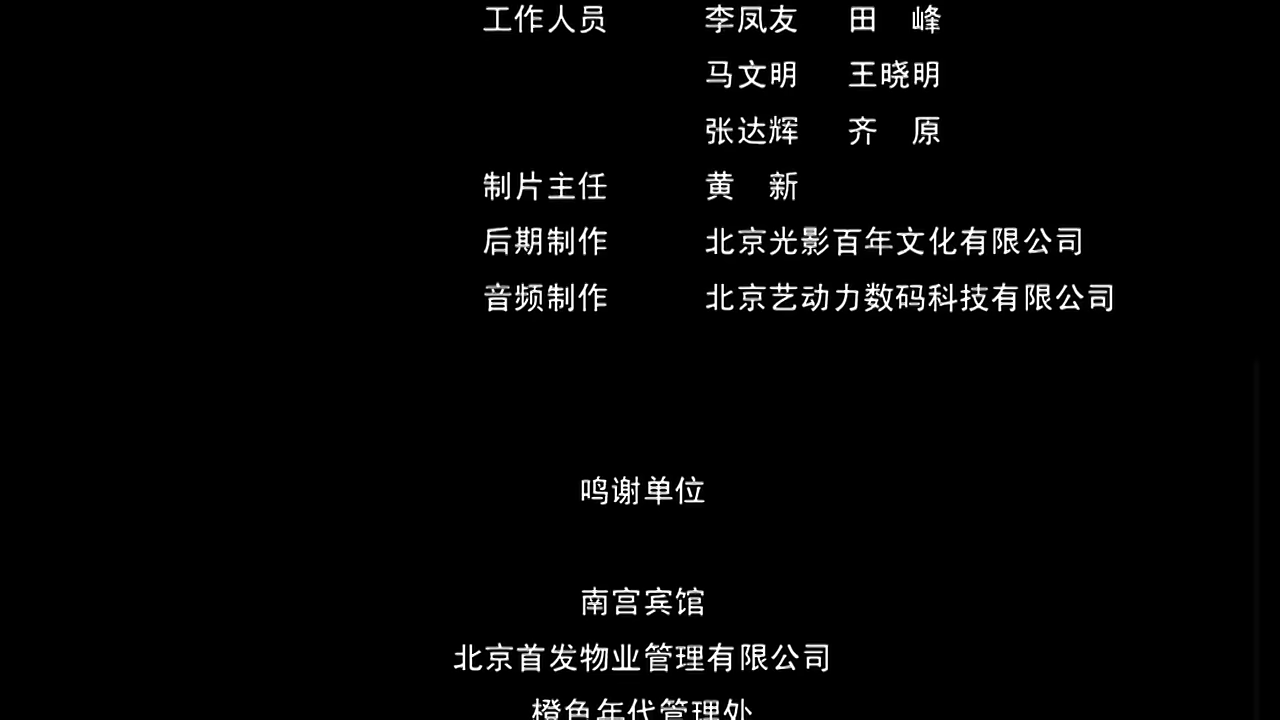 工作人员 李凤友 田 峰
马文明 王晓明
张达辉 齐 原
制片主任 黄 新
后期制作 北京光影百年文化有限公司
音频制作 北京艺动力数码科技有限公司
鸣谢单位
南宫宾馆
北京首发物业管理有限公司
橙色年代管理处